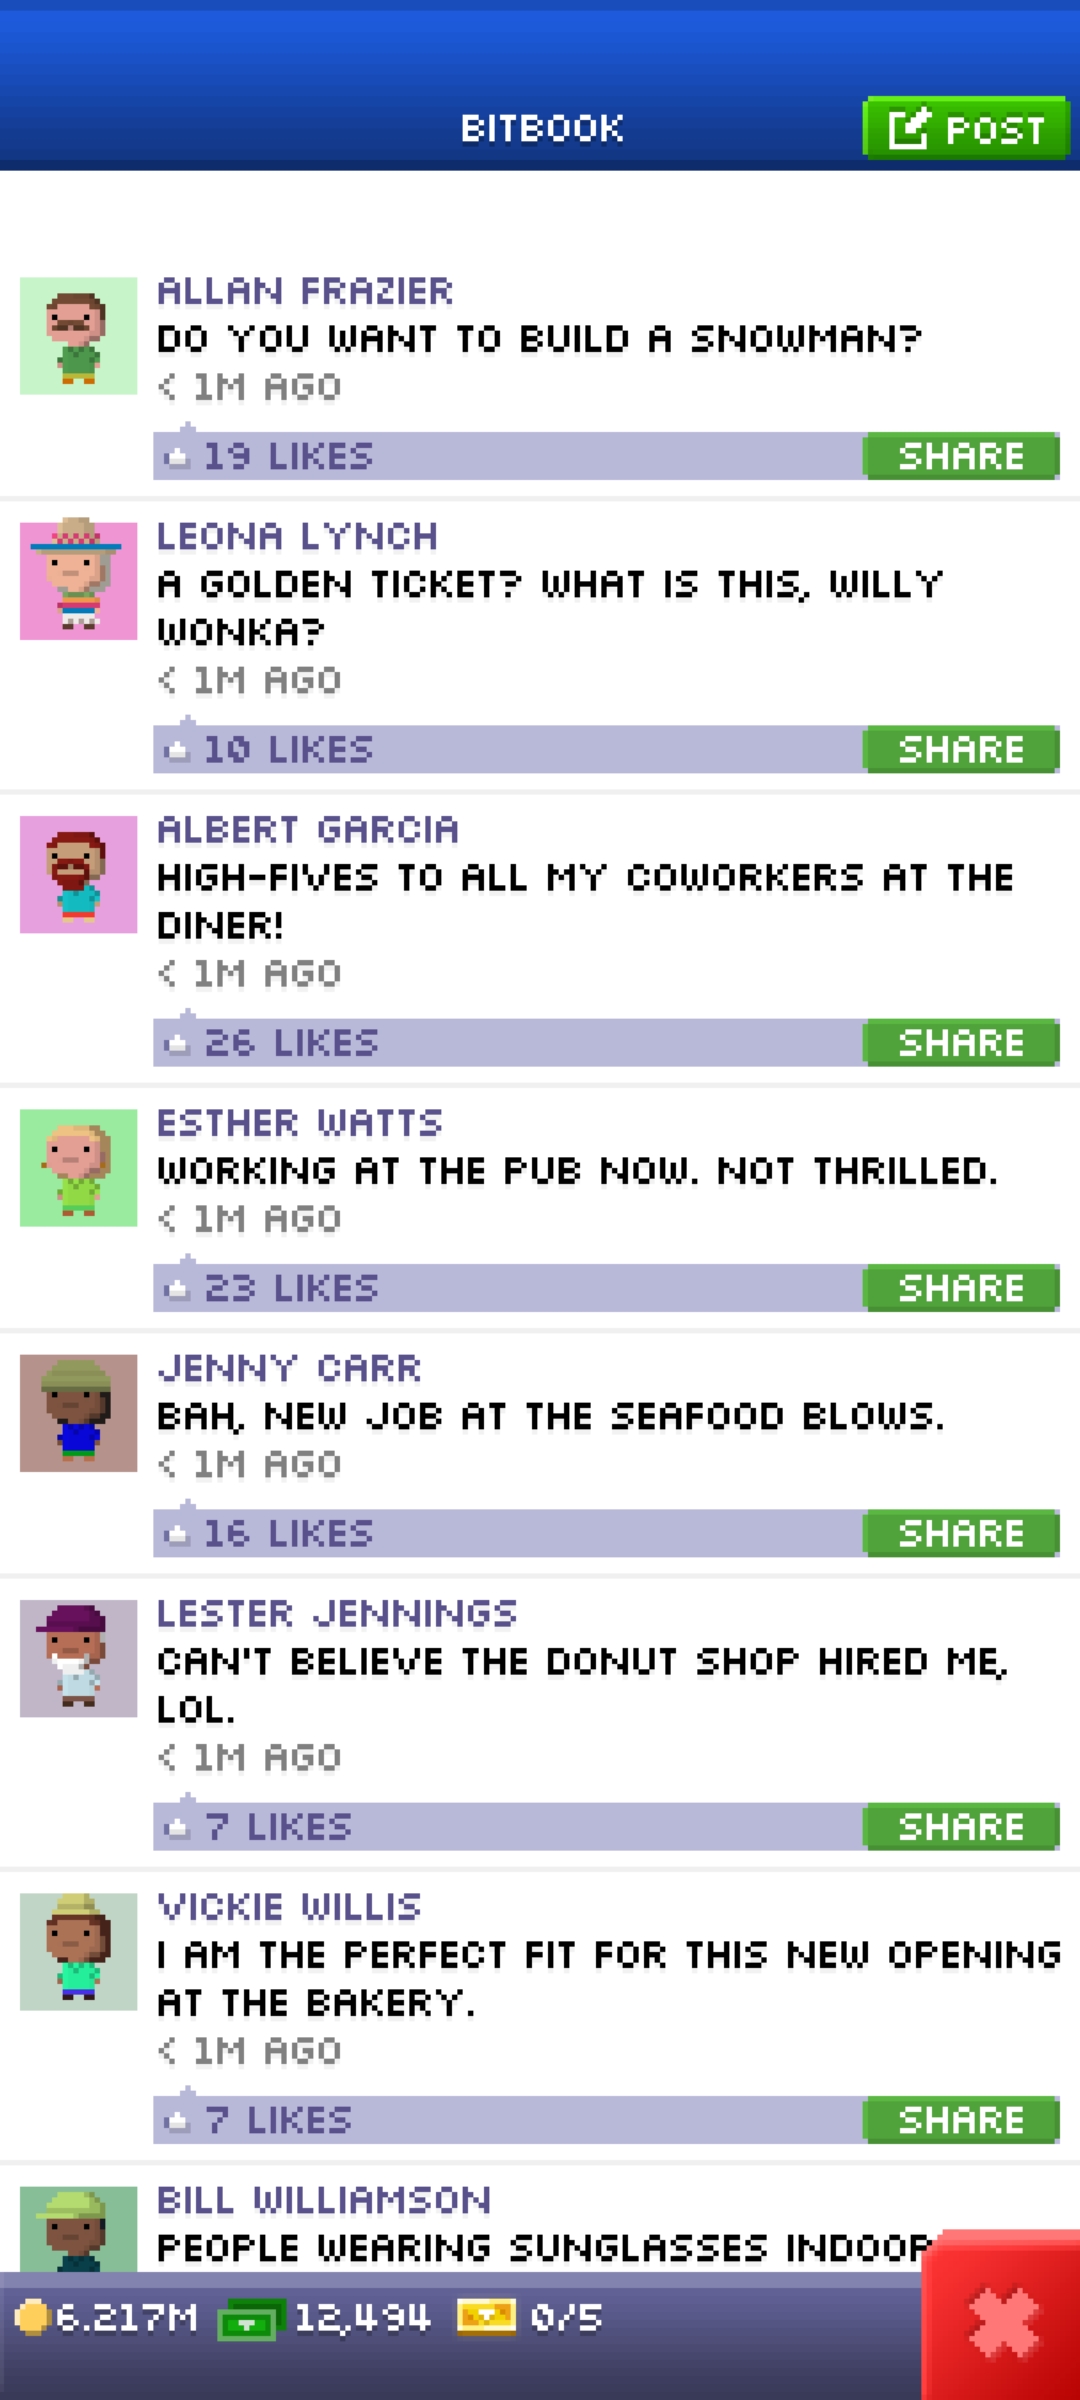 BITBOOK
POST
ALLAN FRAZIER
DO YOU WANT TO BUILD A SNOWMAN?
< 1M AGO
19 LIKES
SHARE
LEONA LYNCH
A GOLDEN TICKET? WHAT IS THIS, WILLY
WONKA?
< 1M AGO
10 LIKES
SHARE
ALBERT GARCIA
HIGH-FIVES TO ALL MY COWORKERS AT THE
DINER!
< 1M AGO
26 LIKES
SHARE
ESTHER WATTS
WORKING AT THE PUB NOW. NOT THRILLED.
< 1M AGO
23 LIKES
SHARE
JENNY CARR
BAH, NEW JOB AT THE SEAFOOD BLOWS.
< 1M AGO
16 LIKES
SHARE
LESTER JENNINGS
CAN'T BELIEVE THE DONUT SHOP HIRED ME,
LOL.
< 1M AGO
7 LIKES
SHARE
VICKIE WILLIS
I AM THE PERFECT FIT FOR THIS NEW OPENING
AT THE BAKERY.
< 1M AGO
7 LIKES
SHARE
BILL WILLIAMSON
PEOPLE WEARING SUNGLASSES INDOOR
6.217M 12,494 0/5